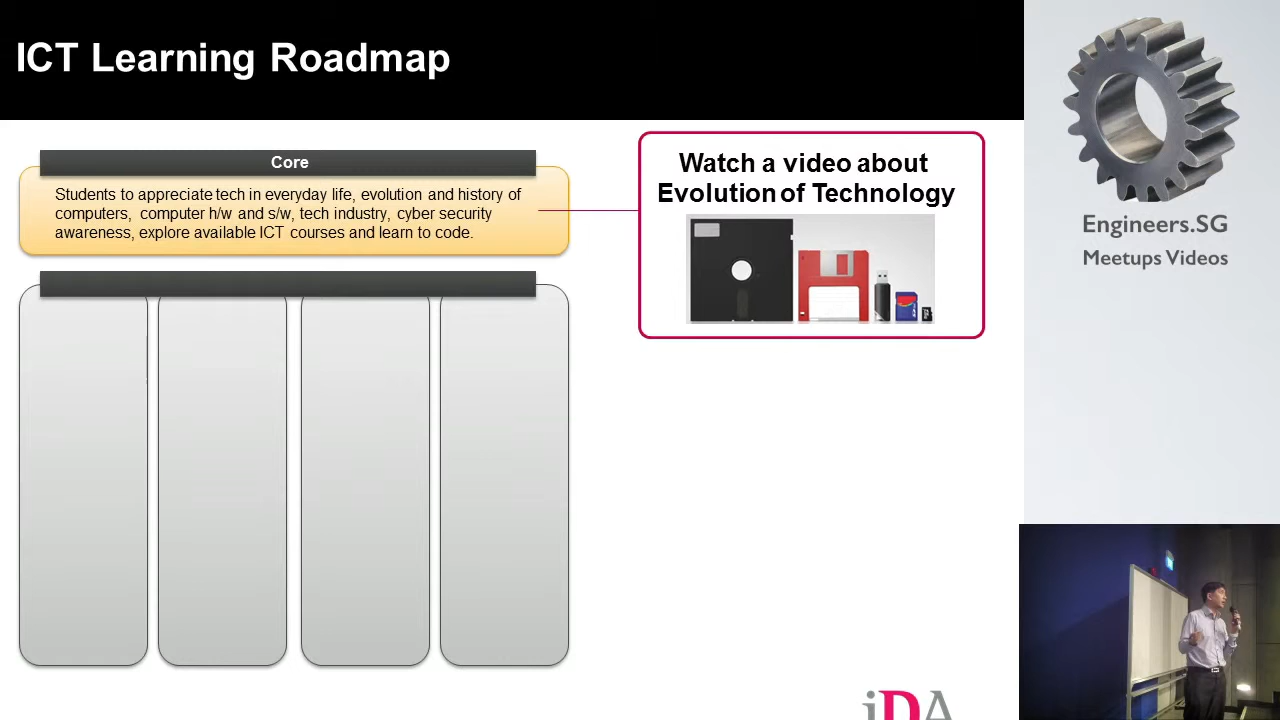 ICT Learning Roadmap
Core
Students to appreciate tech in everyday life, evolution and history of
computers, computer h/w and s/w, tech industry, cyber security
awareness, explore available ICT courses and learn to code.
Watch a video about
Evolution of Technology
Engineers.SG
Meetups Videos
iDA